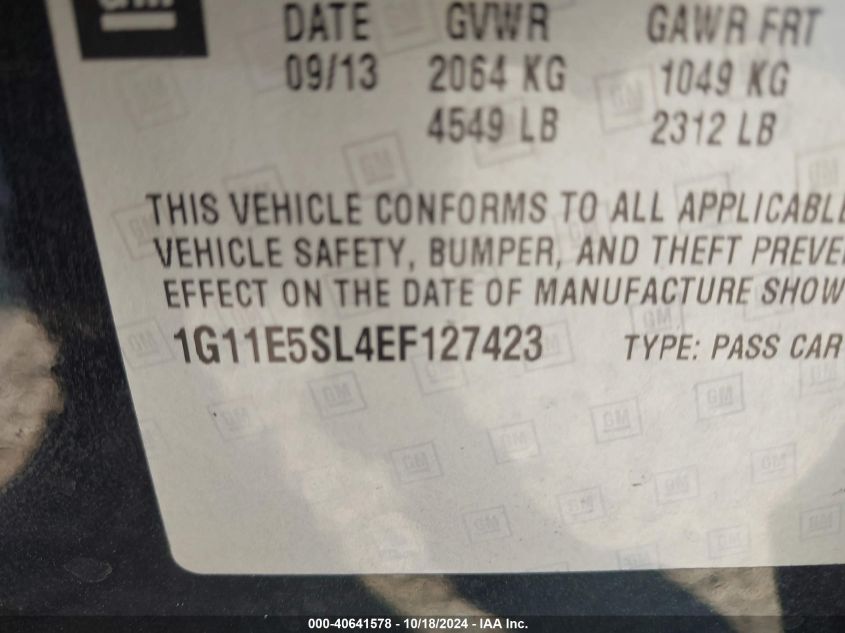 GM
DATE GVWR GAWR FRT
09/13 2064 KG 1049 KG
4549 LB 2312 LB
THIS VEHICLE CONFORMS TO ALL APPLICABLE
VEHICLE SAFETY, BUMPER, AND THEFT PREVE
EFFECT ON THE DATE OF MANUFACTURE SHOW
1G11E5SL4EF127423 TYPE: PASS CAR
000-40641578 - 10/18/2024 - IAA Inc.